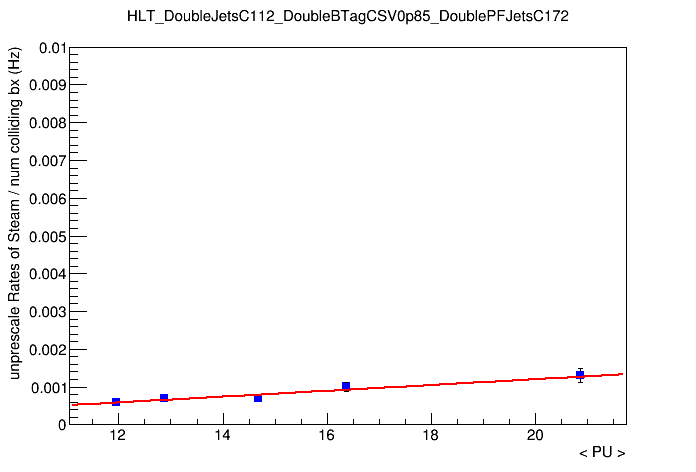 HLT_DoubleJetsC112_DoubleBTagCSV0p85_DoublePFJetsC172
unprescale Rates of Steam / num colliding bx (Hz)
0.01
0.009
0.008
0.007
0.006
0.005
0.004
0.003
0.002
0.001
0
12 14 16 18 20
< PU >